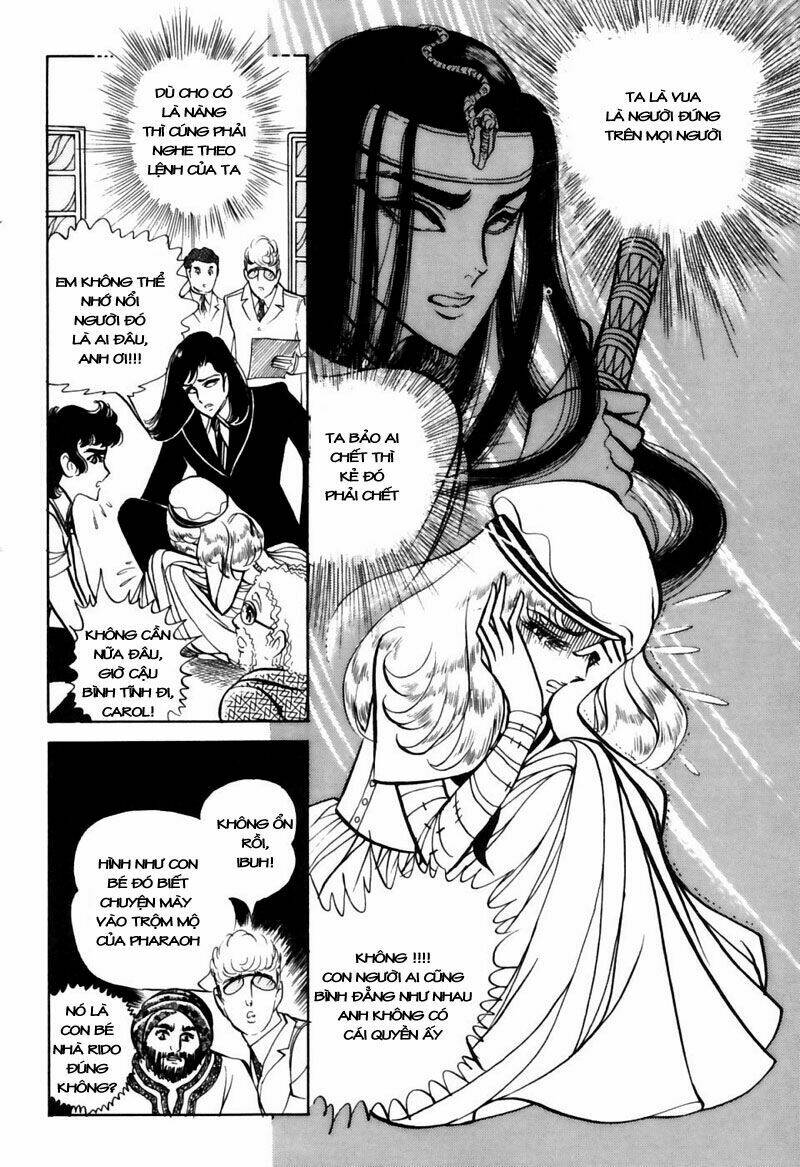 TA LÀ VUA
LÀ NGƯỜI ĐỨNG
TRÊN MỌI NGƯỜI
DÙ CHO CÓ
LÀ NÀNG
THÌ CŨNG PHẢI
NGHE THEO
LỆNH CỦA TA
TA BẢO AI
CHẾT THÌ
KẺ ĐÓ
PHẢI CHẾT
EM KHÔNG THỂ
NHỚ NỔI
NGƯỜI ĐÓ
LÀ AI ĐÂU,
ANH ƠI!!!
KHÔNG CẦN
NỮA ĐÂU,
GIỜ CẬU
BÌNH TĨNH ĐI,
CAROL!
KHÔNG !!!!
CON NGƯỜI AI CŨNG
BÌNH ĐẲNG NHƯ NHAU
ANH KHÔNG CÓ
CÁI QUYỀN ẤY
KHÔNG ỔN
RỒI,
IBUH!
HÌNH NHƯ CON
BÉ ĐÓ BIẾT
CHUYỆN MÀY
VÀO TRỘM MỘ
CỦA PHARAOH
NÓ LÀ
CON BÉ
NHÀ RIDO
ĐÚNG
KHÔNG?